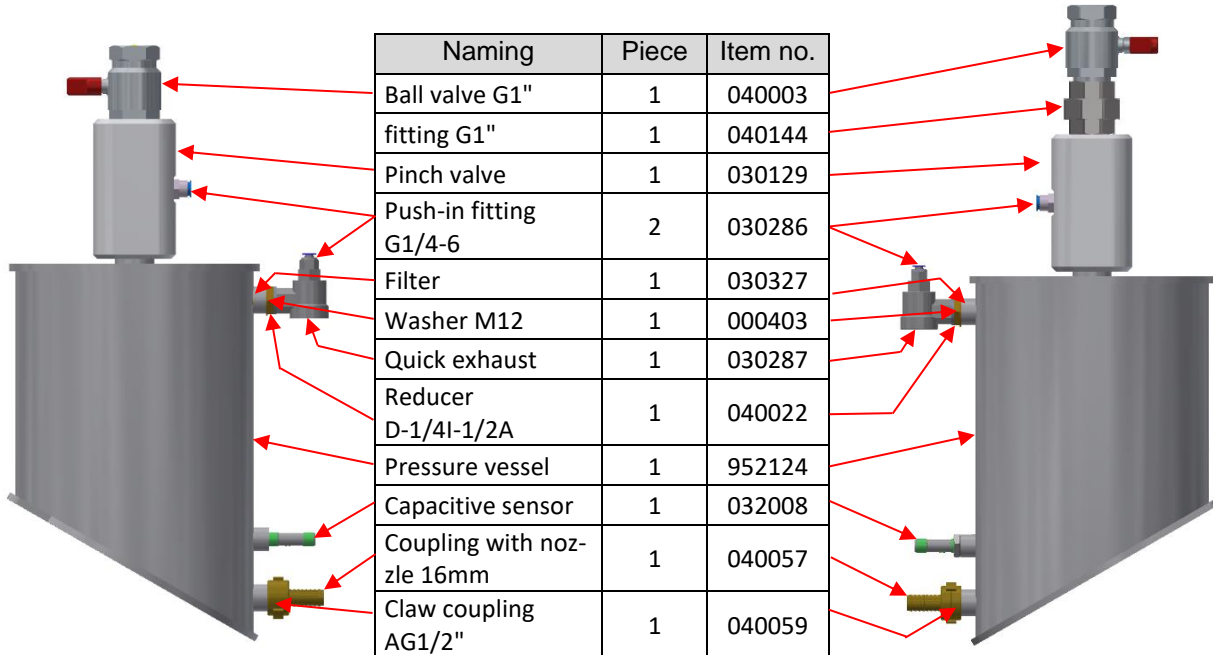 Naming Piece Item no.
Ball valve G1" 1 040003
fitting G1" 1 040144
Pinch valve 1 030129
Push-in fitting
G1/4-6 2 030286
Filter 1 030327
Washer M12 1 000403
Quick exhaust 1 030287
Reducer
D-1/4I-1/2A 1 040022
Pressure vessel 1 952124
Capacitive sensor 1 032008
Coupling with noz-
zle 16mm 1 040057
Claw coupling
AG1/2" 1 040059